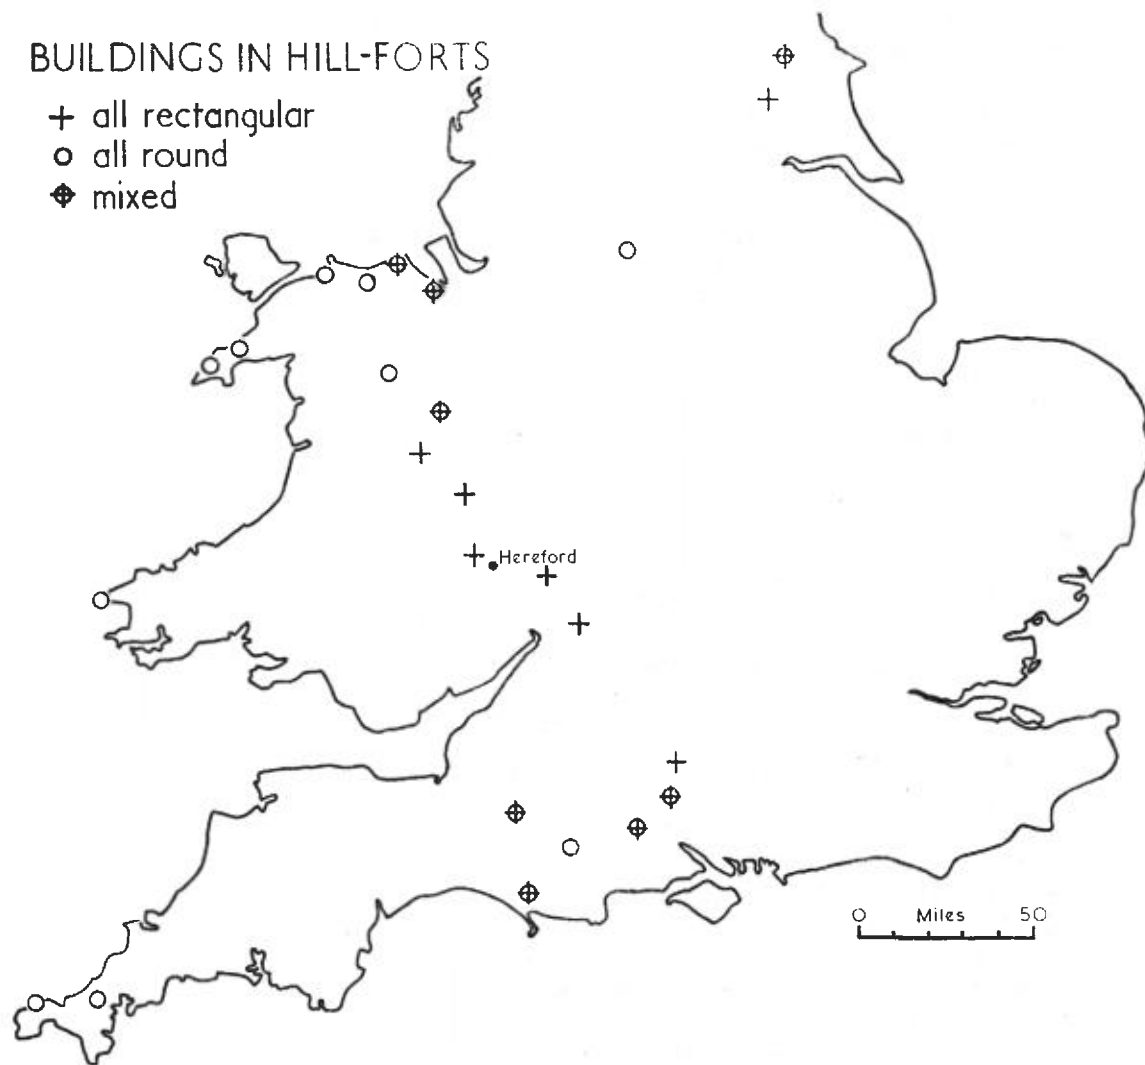 BUILDINGS IN HILL-FORTS
+ all rectangular
all round
mixed
Hereford
0 Miles 50